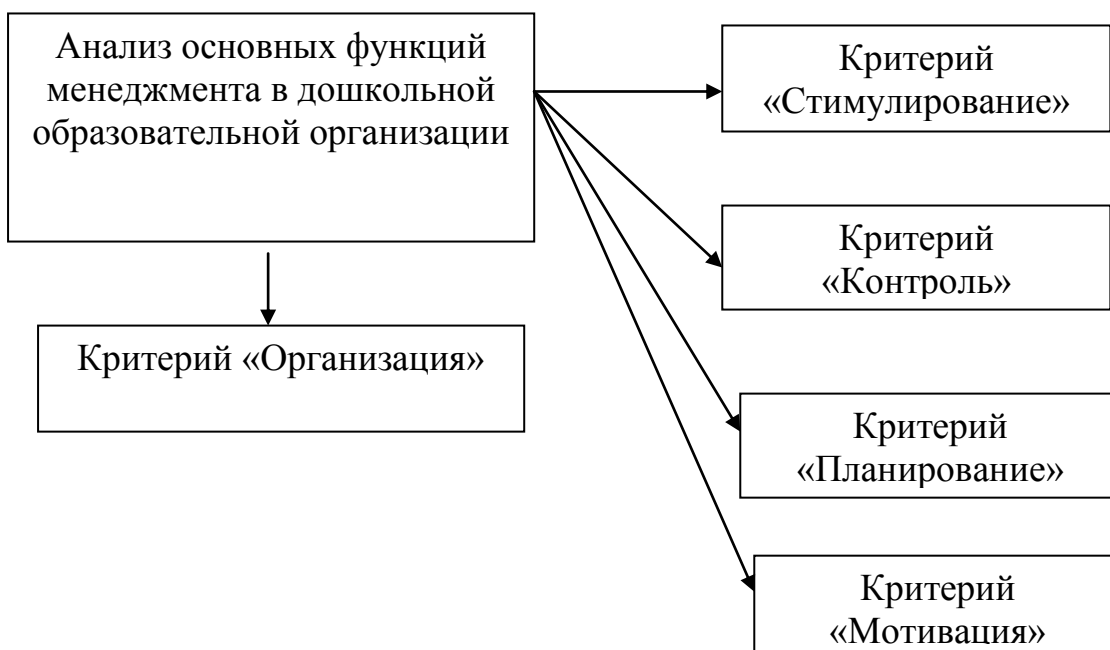 Анализ основных функций
менеджмента в дошкольной
образовательной организации
Критерий
«Стимулирование»
Критерий
«Контроль»
Критерий «Организация»
Критерий
«Планирование»
Критерий
«Мотивация»